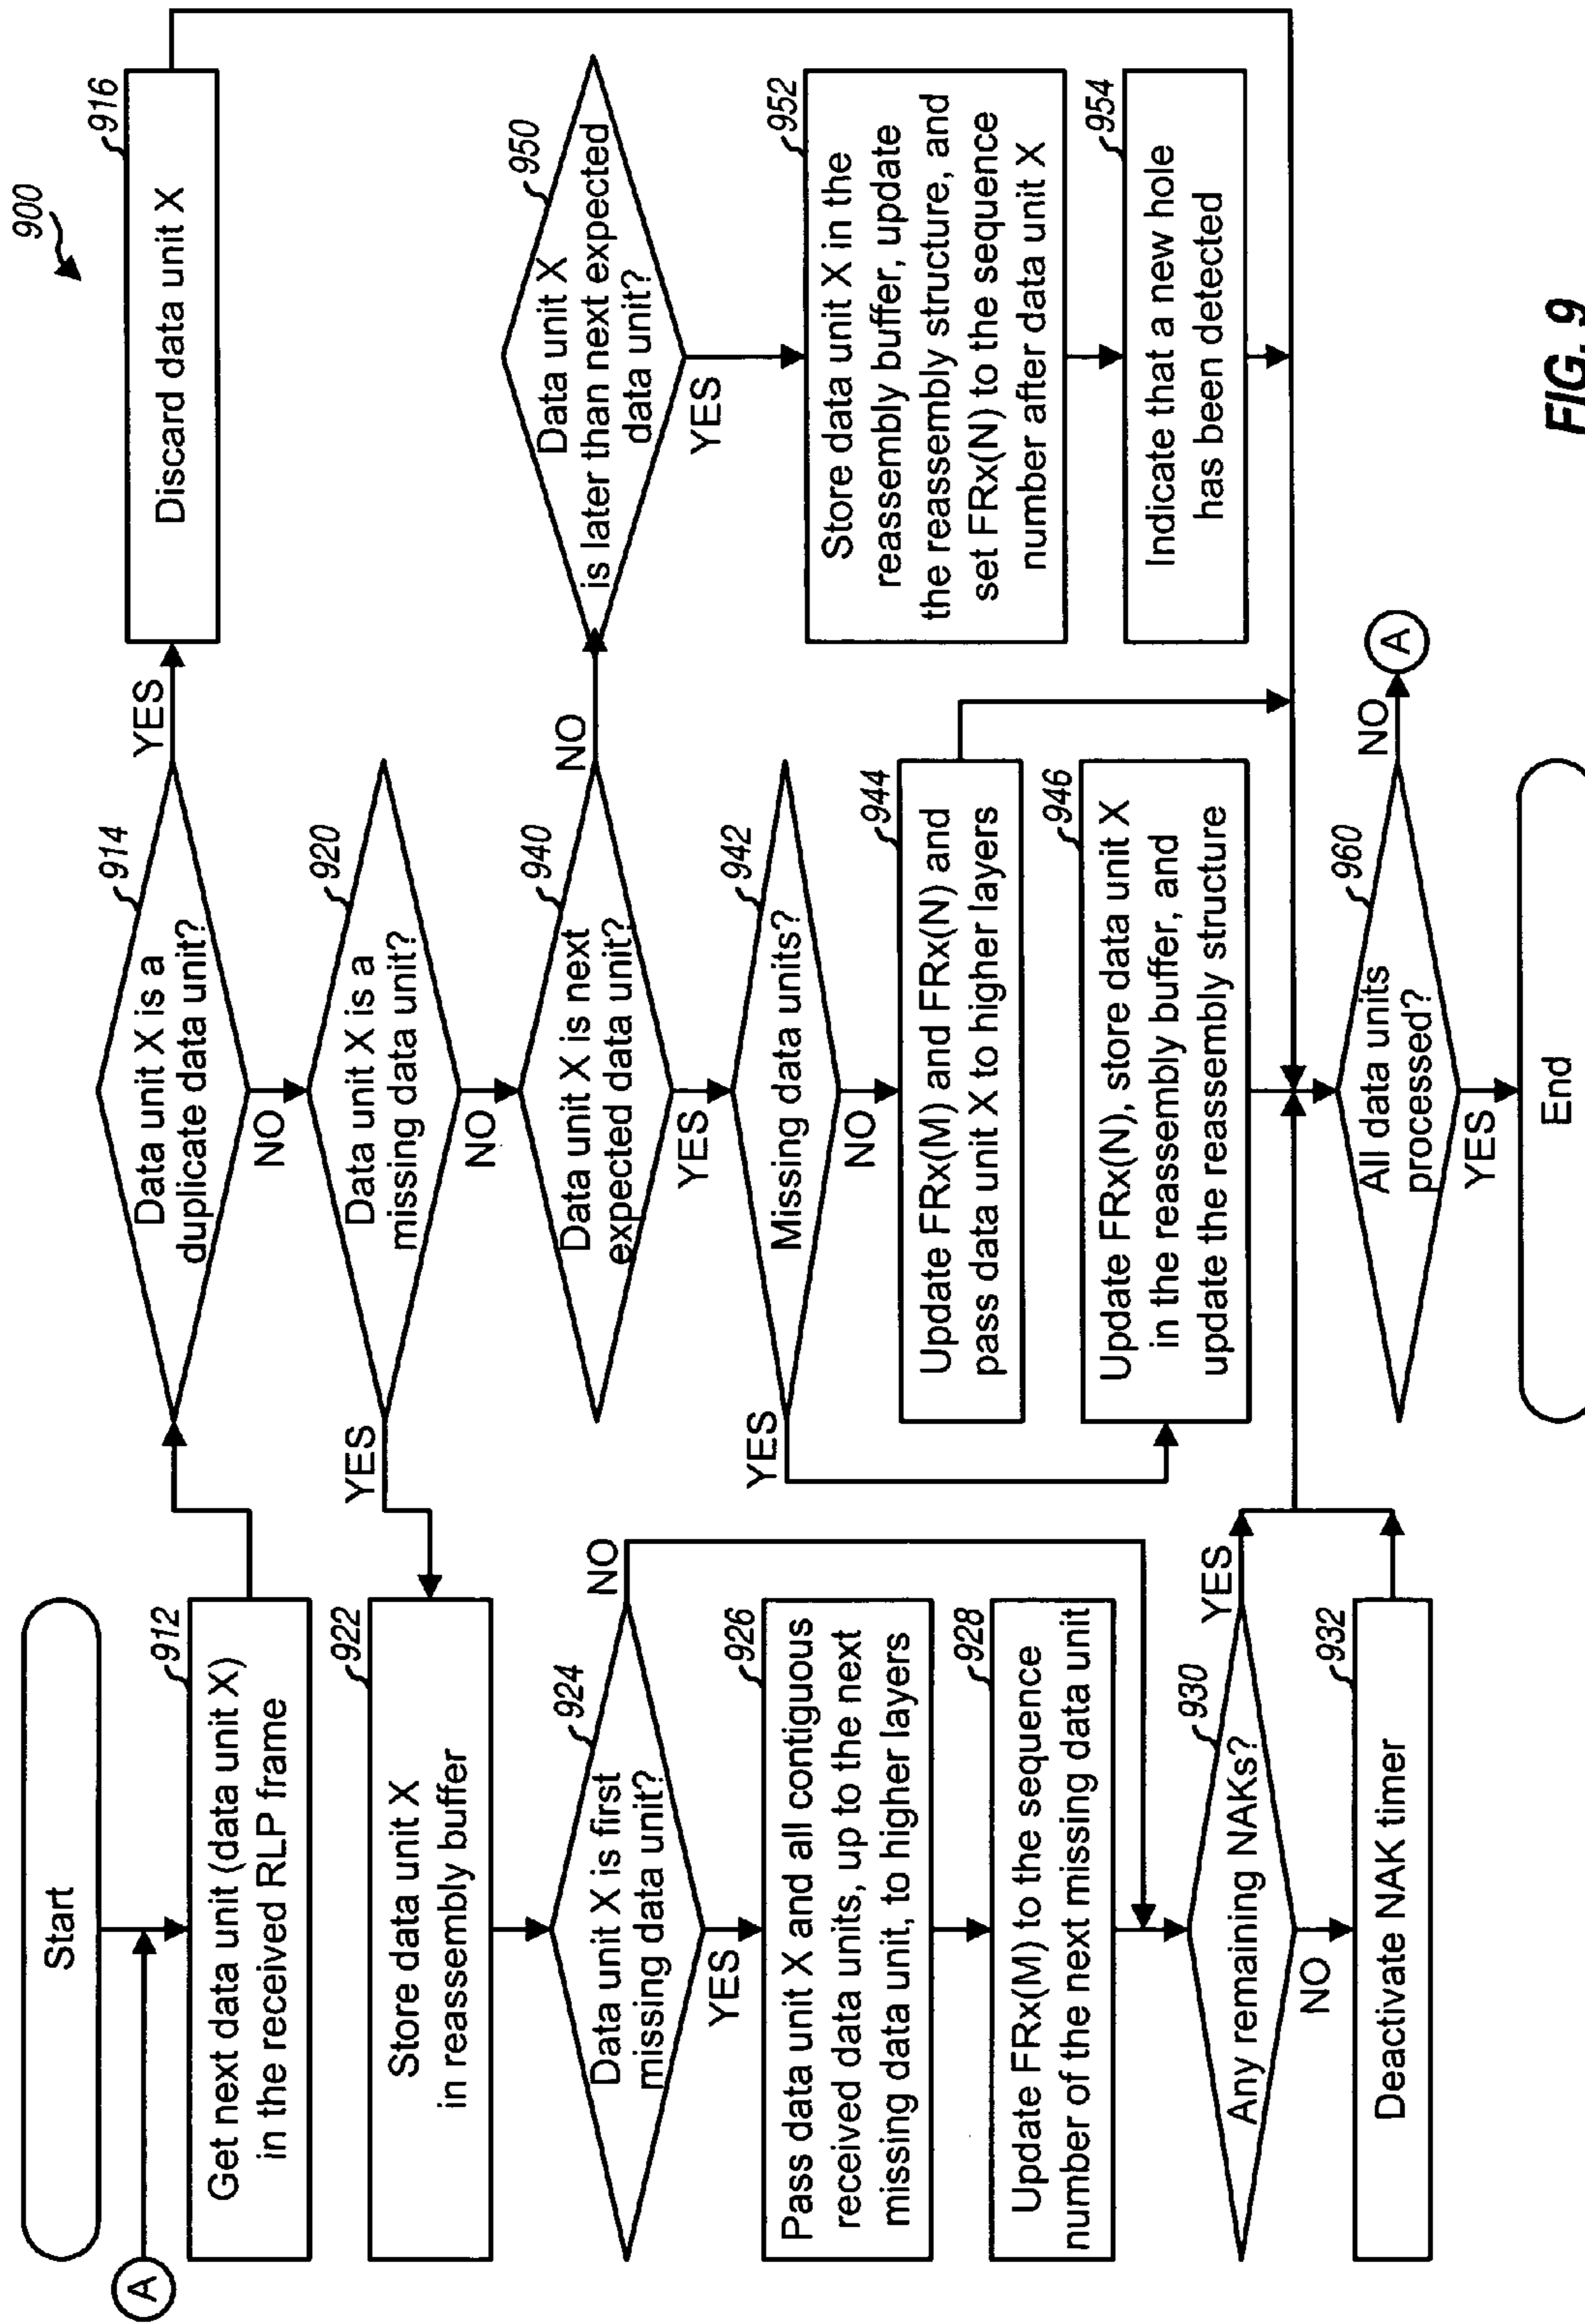 900
Start
A
912
Get next data unit (data unit X)
in the received RLP frame
914
Data unit X is a
duplicate data unit?
YES
NO
916
Discard data unit X
920
Data unit X is a
missing data unit?
YES
NO
922
Store data unit X
in reassembly buffer
924
Data unit X is first
missing data unit?
NO
YES
926
Pass data unit X and all contiguous
received data units, up to the next
missing data unit, to higher layers
928
Update FRx(M) to the sequence
number of the next missing data unit
930
Any remaining NAKs?
YES
NO
932
Deactivate NAK timer
940
Data unit X is next
expected data unit?
NO
YES
942
Missing data units?
YES
NO
944
Update FRx(M) and FRx(N) and
pass data unit X to higher layers
946
Update FRx(N), store data unit X
in the reassembly buffer, and
update the reassembly structure
950
Data unit X
is later than next expected
data unit?
YES
952
Store data unit X in the
reassembly buffer, update
the reassembly structure, and
set FRx(N) to the sequence
number after data unit X
954
Indicate that a new hole
has been detected
960
All data units
processed?
NO
A
YES
End
FIG. 9